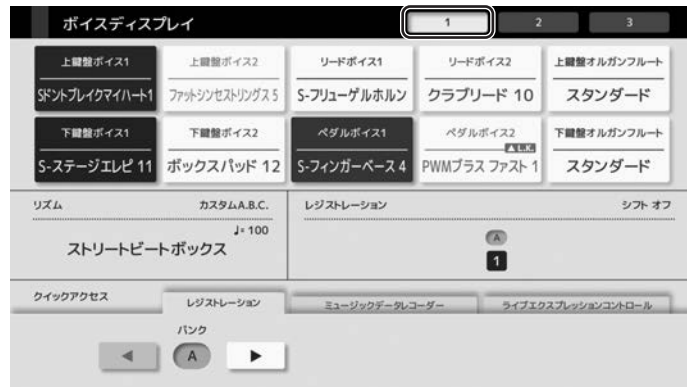 ボイスディスプレイ
1 2 3
上鍵盤ボイス1 上鍵盤ボイス2 リードボイス1 リードボイス2 上鍵盤オルガンフルート
Sドントブレイクマイハート1 ファットシンセストリングス 5 S-フリューゲルホルン クラブリード 10 スタンダード
下鍵盤ボイス1 下鍵盤ボイス2 ペダルボイス1 ペダルボイス2 下鍵盤オルガンフルート
▲L.K.
S-ステージエレピ 11 ボックスパッド 12 S-フィンガーベース 4 PWMブラス ファスト 1 スタンダード
リズム カスタムA.B.C. レジストレーション シフト オフ
♩= 100
ストリートビートボックス
A
1
クイックアクセス レジストレーション ミュージックデータレコーダー ライブエクスプレッションコントロール
バンク
A